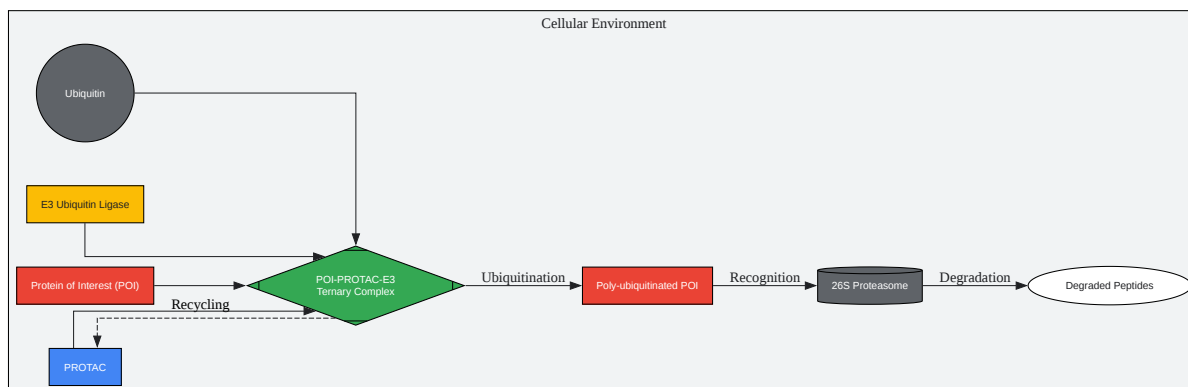 Cellular Environment
Ubiquitin
E3 Ubiquitin Ligase
Protein of Interest (POI)
POI-PROTAC-E3
Ternary Complex
Ubiquitination
Poly-ubiquitinated POI
Recognition
26S Proteasome
Degradation
Degraded Peptides
Recycling
PROTAC